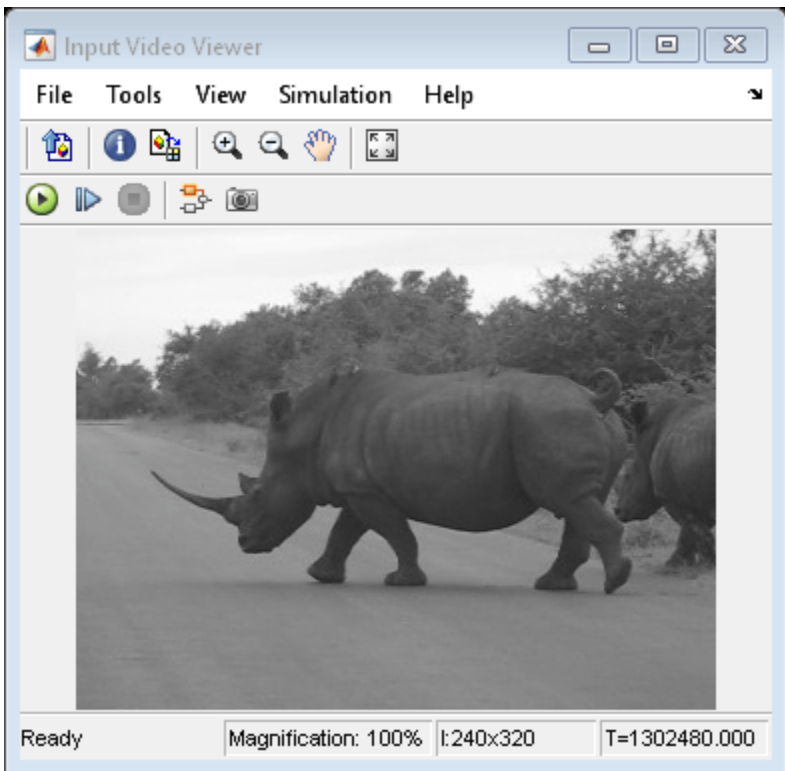 Input Video Viewer
File Tools View Simulation Help
Ready Magnification: 100% I:240x320 T=1302480.000